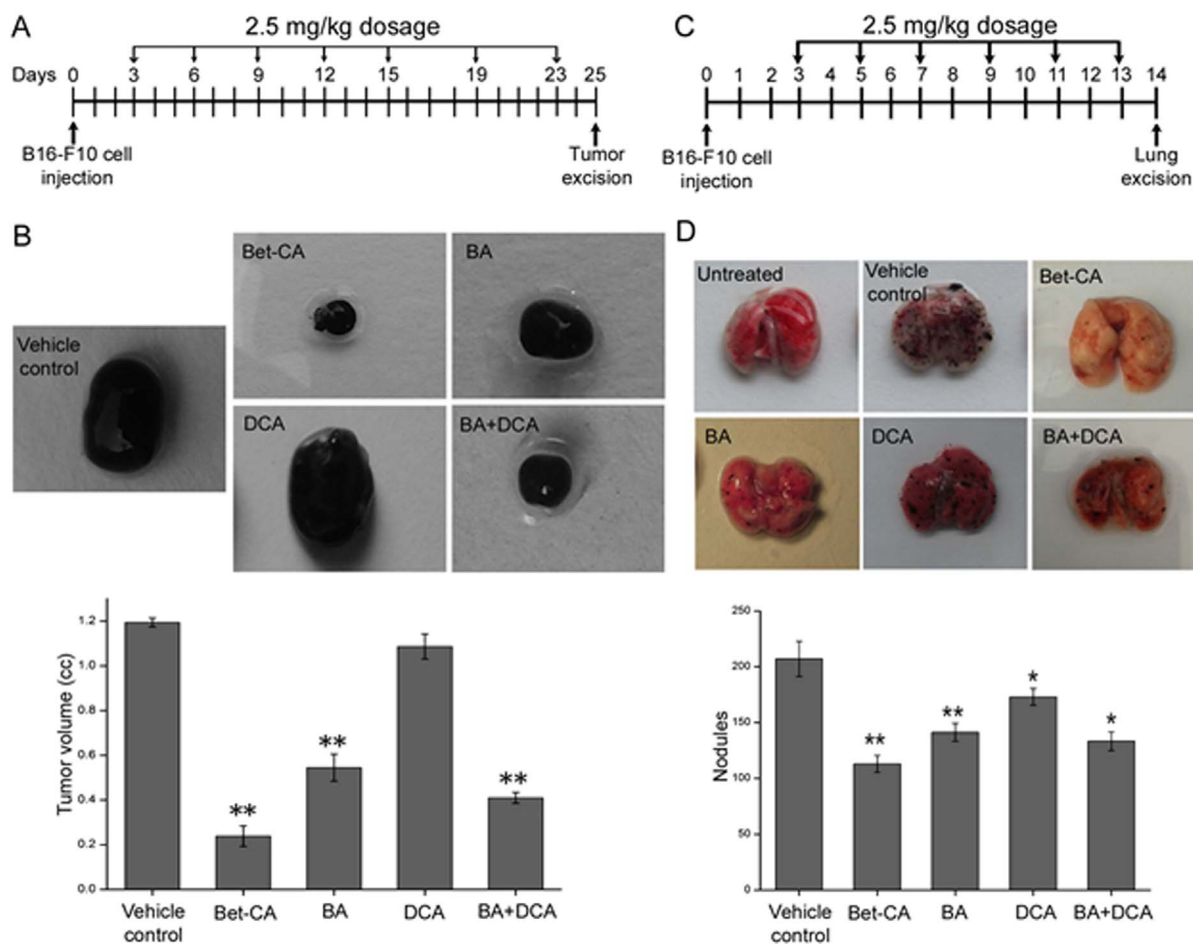 A
2.5 mg/kg dosage
Days 0 3 6 9 12 15 19 23 25
B16-F10 cell
injection
Tumor
excision
C
2.5 mg/kg dosage
0 1 2 3 5 6 7 8 9 10 11 12 13 14
B16-F10 cell
injection
Lung
excision
B
Vehicle
control
Bet-CA
BA
DCA
BA+DCA
Tumor volume (cc)
1.2
1.0
0.8
0.6
0.4
0.2
0.0
**
**
**
Vehicle
control
Bet-CA
BA
DCA
BA+DCA
D
Untreated
Vehicle
control
Bet-CA
BA
DCA
BA+DCA
Nodules
250
200
150
100
50
0
**
**
*
*
Vehicle
control
Bet-CA
BA
DCA
BA+DCA